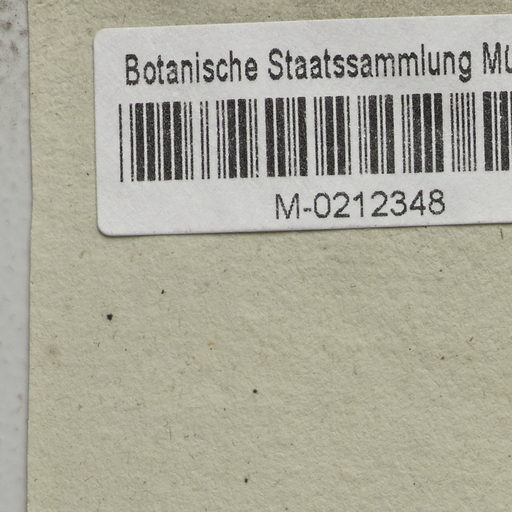 Botanische Staatssammlung
M-0212348